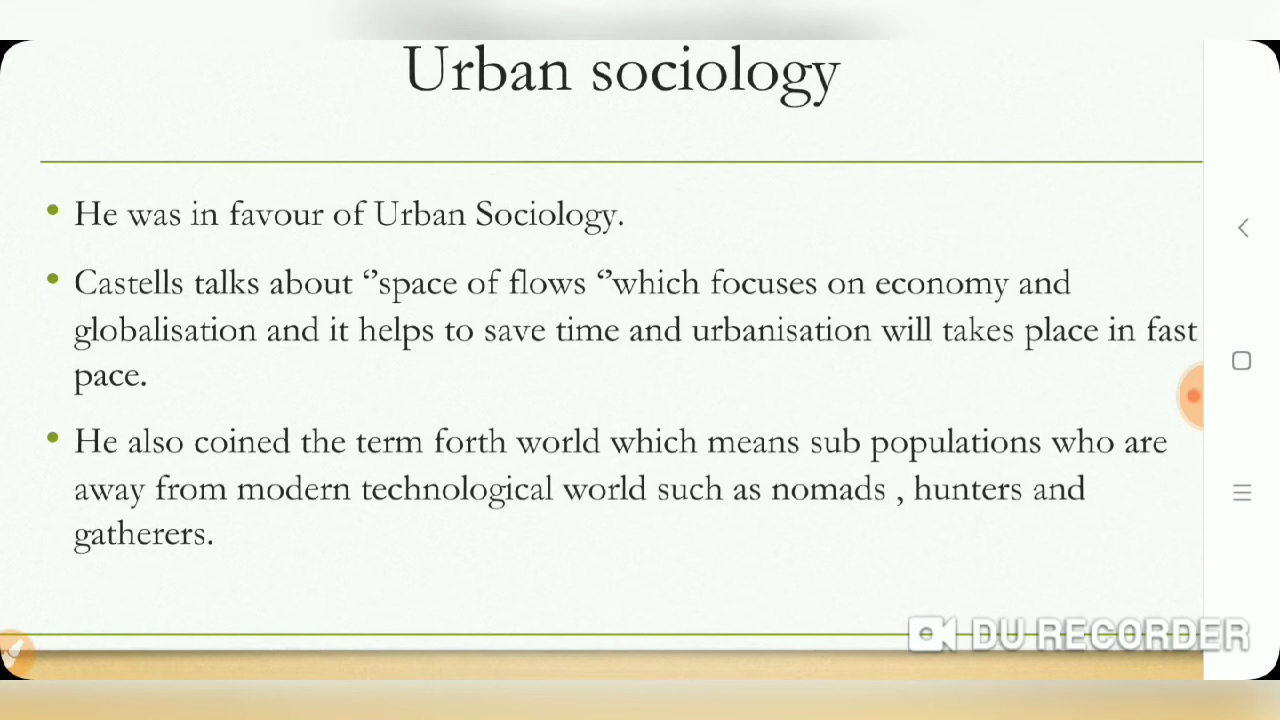 Urban sociology
He was in favour of Urban Sociology.
Castells talks about ‘’space of flows ‘’which focuses on economy and
globalisation and it helps to save time and urbanisation will takes place in fast
pace.
He also coined the term forth world which means sub populations who are
away from modern technological world such as nomads , hunters and
gatherers.
DU RECORDER